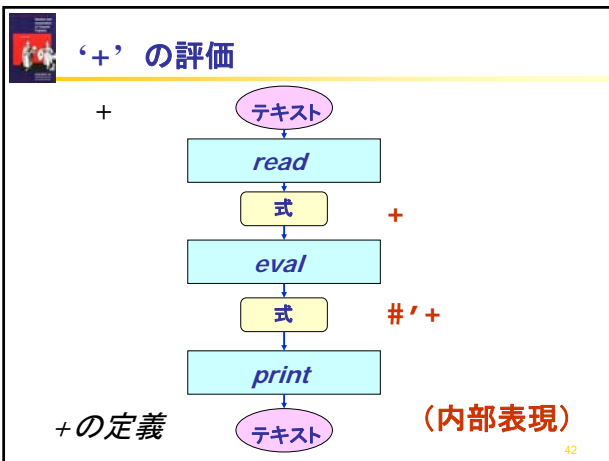 ‘+’ の評価
+
テキスト
read
式
+
eval
式
#’+
print
+の定義
テキスト
(内部表現)
42